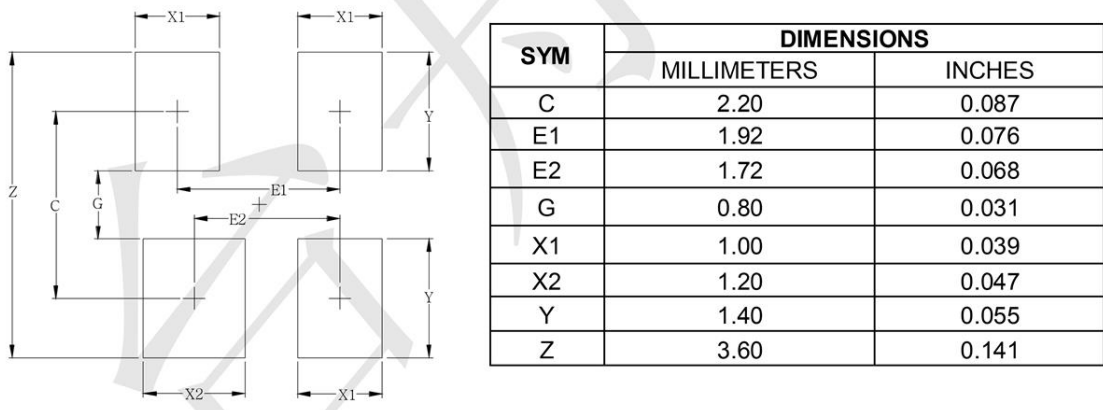 X1 X1
Y
Z C G E1
E2
Y
X2 X1
SYM DIMENSIONS
MILLIMETERS INCHES
C 2.20 0.087
E1 1.92 0.076
E2 1.72 0.068
G 0.80 0.031
X1 1.00 0.039
X2 1.20 0.047
Y 1.40 0.055
Z 3.60 0.141